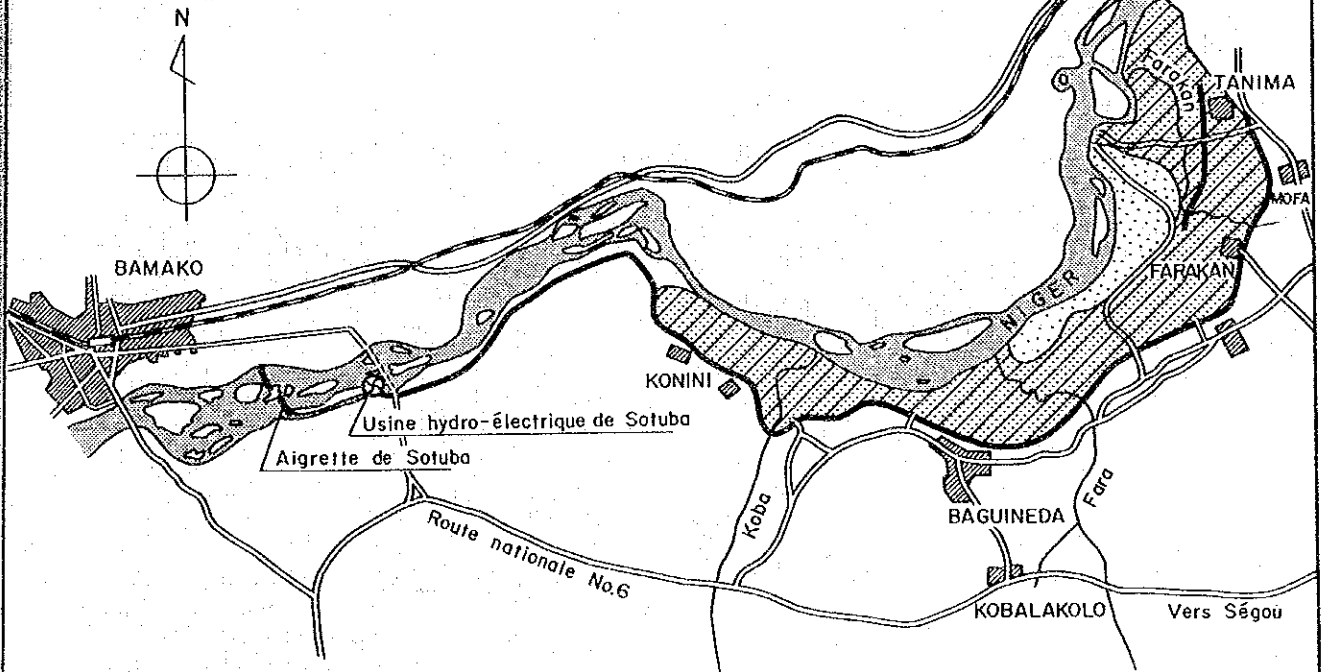 N
Farakan
TANIMA
MOFA
BAMAKO
FARAKAN
NIGER
KONINI
Usine hydro-électrique de Sotuba
Aigrette de Sotuba
Route nationale No.6
Koba
Fara
BAGUINEDA
KOBALAKOLO
Vers Ségou